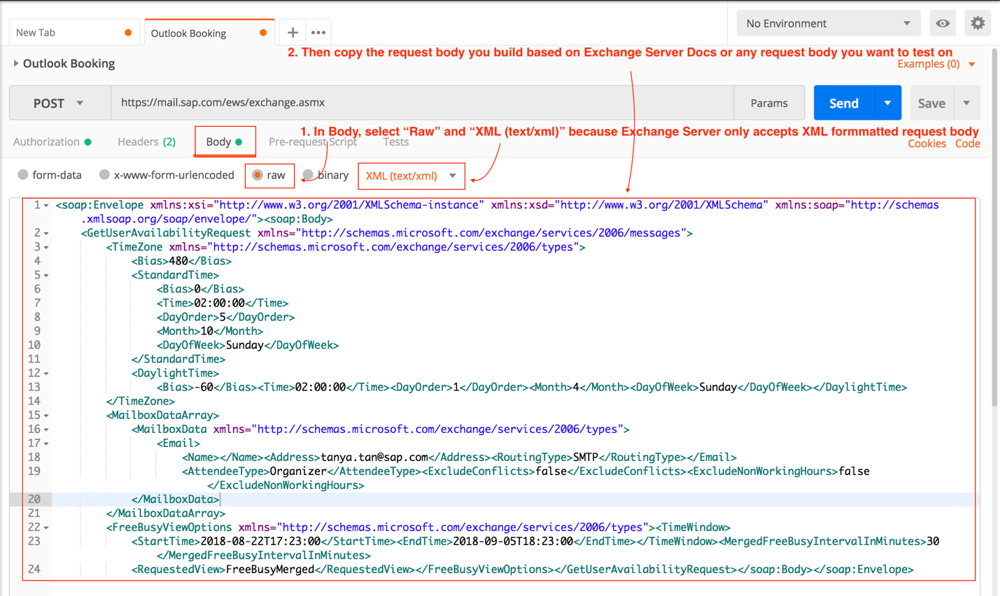 New Tab
Outlook Booking
No Environment
2. Then copy the request body you build based on Exchange Server Docs or any request body you want to test on
Outlook Booking
Examples (0)
POST
https://mail.sap.com/ews/exchange.asmx
Params
Send
Save
1. In Body, select “Raw” and “XML (text/xml)” because Exchange Server only accepts XML formmatted request body
Authorization
Headers (2)
Body
Pre-request Script
Tests
Cookies
Code
form-data
x-www-form-urlencoded
raw
binary
XML (text/xml)
1 <soap:Envelope xmlns:xsi="http://www.w3.org/2001/XMLSchema-instance" xmlns:xsd="http://www.w3.org/2001/XMLSchema" xmlns:soap="http://schemas
.xmlsoap.org/soap/envelope/"><soap:Body>
2 <GetUserAvailabilityRequest xmlns="http://schemas.microsoft.com/exchange/services/2006/messages">
3 <TimeZone xmlns="http://schemas.microsoft.com/exchange/services/2006/types">
4 <Bias>480</Bias>
5 <StandardTime>
6 <Bias>0</Bias>
7 <Time>02:00:00</Time>
8 <DayOrder>5</DayOrder>
9 <Month>10</Month>
10 <DayOfWeek>Sunday</DayOfWeek>
11 </StandardTime>
12 <DaylightTime>
13 <Bias>-60</Bias><Time>02:00:00</Time><DayOrder>1</DayOrder><Month>4</Month><DayOfWeek>Sunday</DayOfWeek></DaylightTime>
14 </TimeZone>
15 <MailboxDataArray>
16 <MailboxData xmlns="http://schemas.microsoft.com/exchange/services/2006/types">
17 <Email>
18 <Name></Name><Address>tanya.tan@sap.com</Address><RoutingType>SMTP</RoutingType></Email>
19 <AttendeeType>Organizer</AttendeeType><ExcludeConflicts>false</ExcludeConflicts><ExcludeNonWorkingHours>false
</ExcludeNonWorkingHours>
20 </MailboxData>
21 </MailboxDataArray>
22 <FreeBusyViewOptions xmlns="http://schemas.microsoft.com/exchange/services/2006/types"><TimeWindow>
23 <StartTime>2018-08-22T17:23:00</StartTime><EndTime>2018-09-05T18:23:00</EndTime></TimeWindow><MergedFreeBusyIntervalInMinutes>30
</MergedFreeBusyIntervalInMinutes>
24 <RequestedView>FreeBusyMerged</RequestedView></FreeBusyViewOptions></GetUserAvailabilityRequest></soap:Body></soap:Envelope>